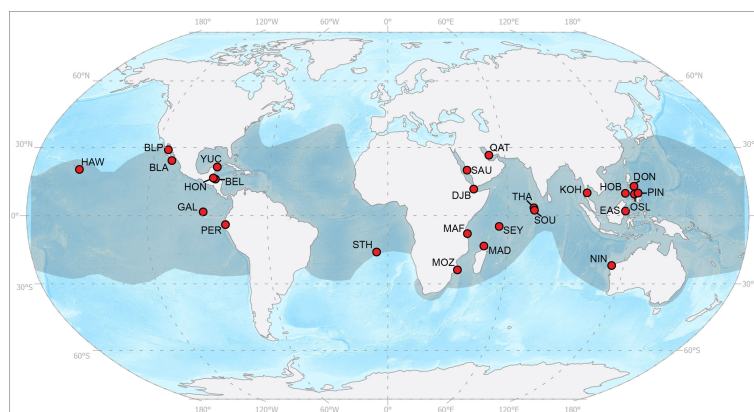 180° 120°W 60°W 0° 60°E 120°E 180°
60°N 60°N
30°N 30°N
BLP
HAW
BLA
YUC
QAT
SAU
DON
HON BEL
DJB
THA
KOH
HOB
PIN
0° 0°
GAL
SOU
EAS
OSL
PER
MAF
SEY
STH
MAD
MOZ
NIN
30°S 30°S
60°S 60°S
180° 120°W 60°W 0° 60°E 120°E 180°